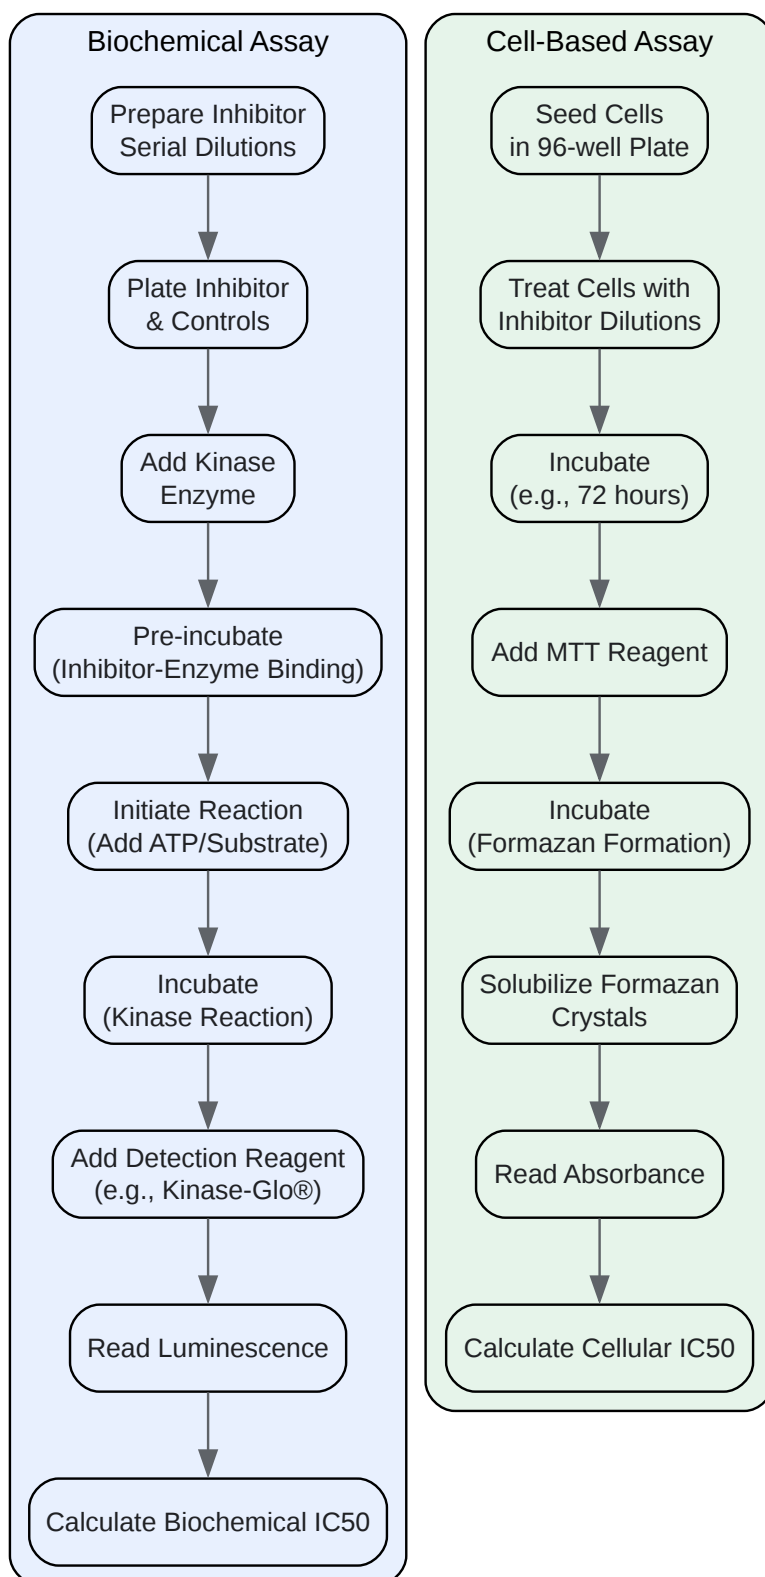 Biochemical Assay
Prepare Inhibitor
Serial Dilutions
Plate Inhibitor
& Controls
Add Kinase
Enzyme
Pre-incubate
(Inhibitor-Enzyme Binding)
Initiate Reaction
(Add ATP/Substrate)
Incubate
(Kinase Reaction)
Add Detection Reagent
(e.g., Kinase-Glo®)
Read Luminescence
Calculate Biochemical IC50
Cell-Based Assay
Seed Cells
in 96-well Plate
Treat Cells with
Inhibitor Dilutions
Incubate
(e.g., 72 hours)
Add MTT Reagent
Incubate
(Formazan Formation)
Solubilize Formazan
Crystals
Read Absorbance
Calculate Cellular IC50